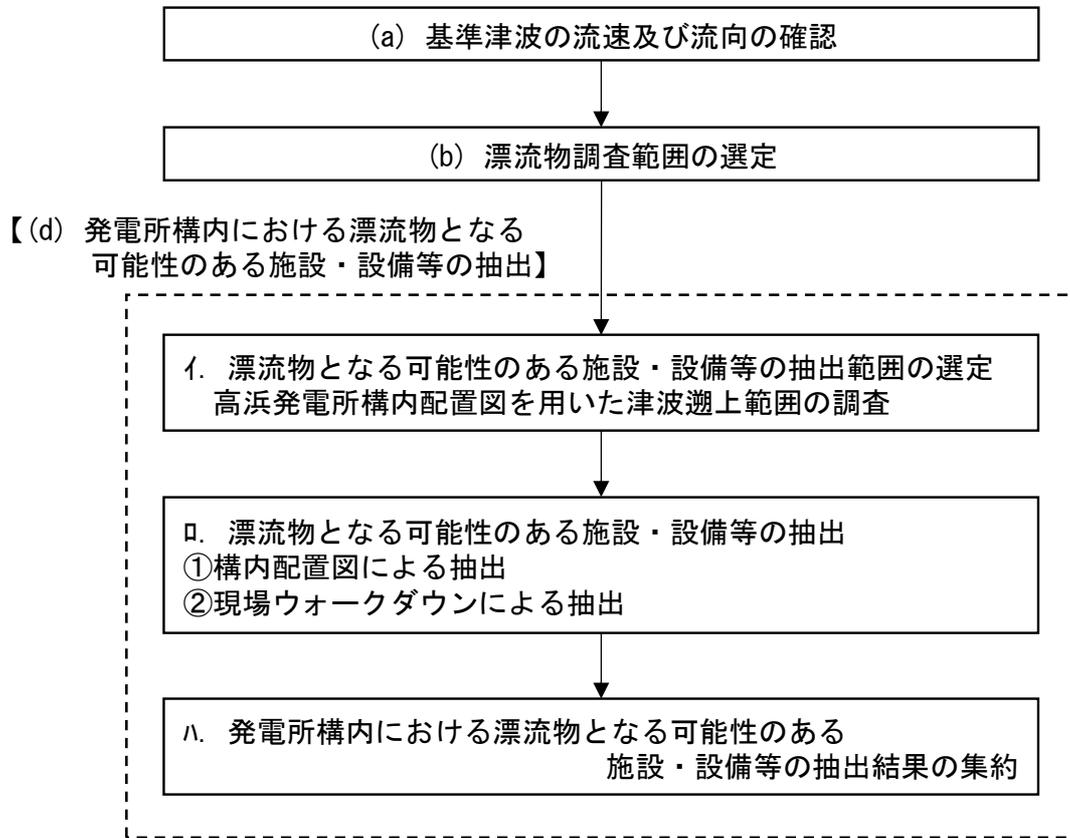 (a) 基準津波の流速及び流向の確認
(b) 漂流物調査範囲の選定
【(d) 発電所構内における漂流物となる
可能性のある施設・設備等の抽出】
ｲ. 漂流物となる可能性のある施設・設備等の抽出範囲の選定
高浜発電所構内配置図を用いた津波遡上範囲の調査
ﾛ. 漂流物となる可能性のある施設・設備等の抽出
①構内配置図による抽出
②現場ウォークダウンによる抽出
ﾊ. 発電所構内における漂流物となる可能性のある
施設・設備等の抽出結果の集約